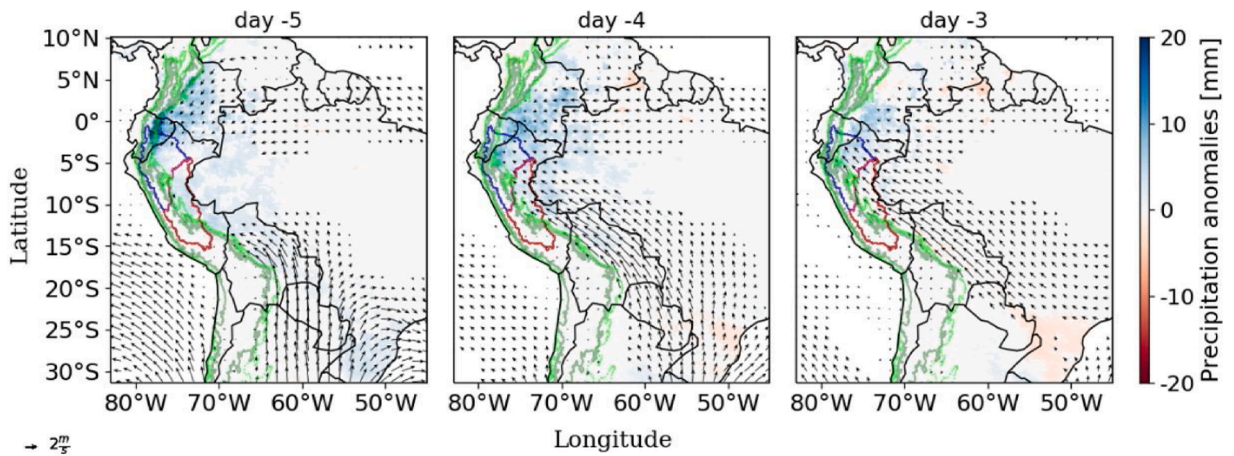 day -5 day -4 day -3
10°N
5°N
0°
5°S
10°S
15°S
20°S
25°S
30°S
Latitude
80°W 70°W 60°W 50°W 80°W 70°W 60°W 50°W 80°W 70°W 60°W 50°W
Longitude
2 m/s
20
10
0
-10
-20
Precipitation anomalies [mm]